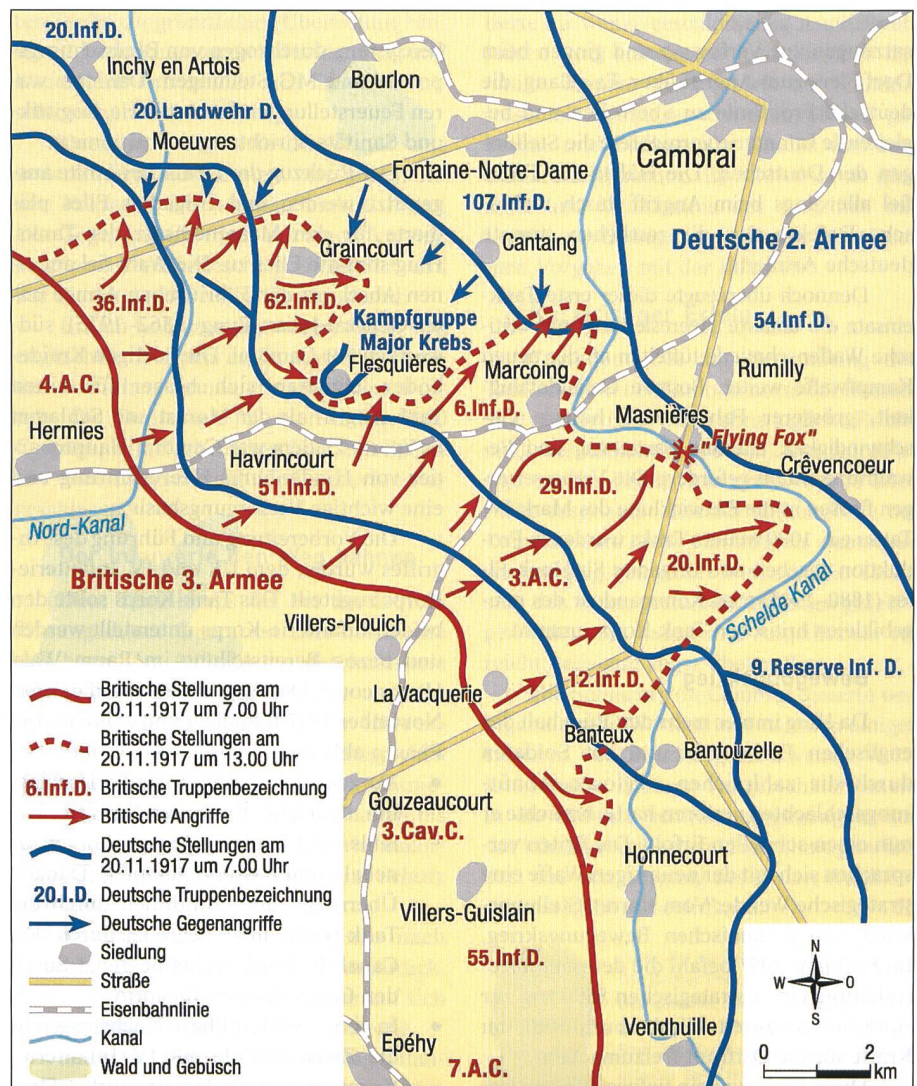 20.Inf.D.
Inchy en Artois
Bourlon
20.Landwehr D.
Moeuvres
Fontaine-Notre-Dame
Cambrai
107.Inf.D.
Cantaing
Deutsche 2. Armee
Graincourt
36.Inf.D.
62.Inf.D.
Kampfgruppe
Major Krebs
54.Inf.D.
Flesquières
Marcoing
Rumilly
4.A.C.
6.Inf.D.
Masnières
Hermies
„Flying Fox"
Havrincourt
Crèvencoeur
51.Inf.D.
29.Inf.D.
Nord-Kanal
20.Inf.D.
Britische 3. Armee
3.A.C.
Schelde Kanal
Villers-Plouich
9. Reserve Inf. D.
12.Inf.D.
La Vacquerie
Banteux
Bantouzelle
Gouzeaucourt
3.Cav.C.
Honnecourt
Villers-Guislain
55.Inf.D.
Vendhuille
Epéhy
7.A.C.
Britische Stellungen am
20.11.1917 um 7.00 Uhr
Britische Stellungen am
20.11.1917 um 13.00 Uhr
6.Inf.D. Britische Truppenbezeichnung
Britische Angriffe
Deutsche Stellungen am
20.11.1917 um 7.00 Uhr
20.I.D. Deutsche Truppenbezeichnung
Deutsche Gegenangriffe
Siedlung
Straße
Eisenbahnlinie
Kanal
Wald und Gebüsch
N
W O
S
0 2
km